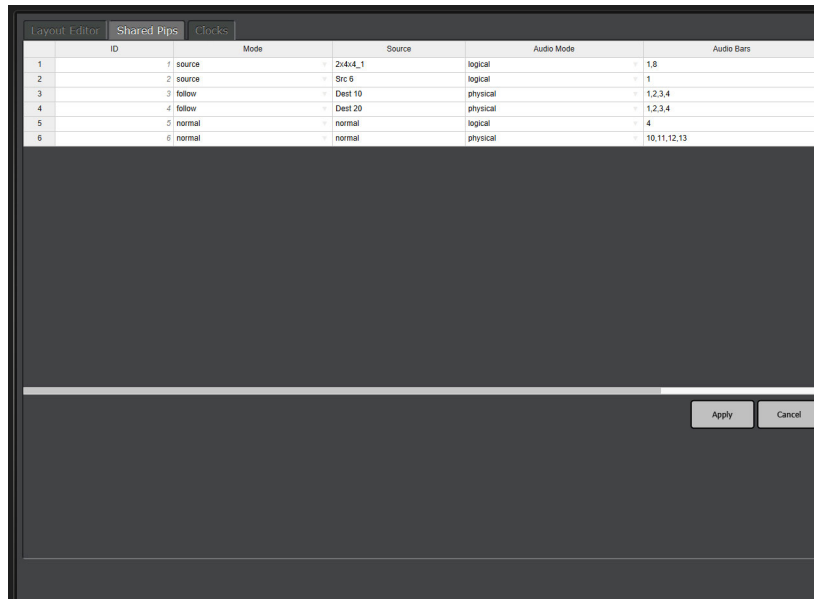 Layout Editor Shared Pips Clocks
ID Mode Source Audio Mode Audio Bars
1 1 source 2x4x4_1 logical 1,8
2 2 source Src 6 logical 1
3 3 follow Dest 10 physical 1,2,3,4
4 4 follow Dest 20 physical 1,2,3,4
5 5 normal normal logical 4
6 6 normal normal physical 10,11,12,13
Apply Cancel